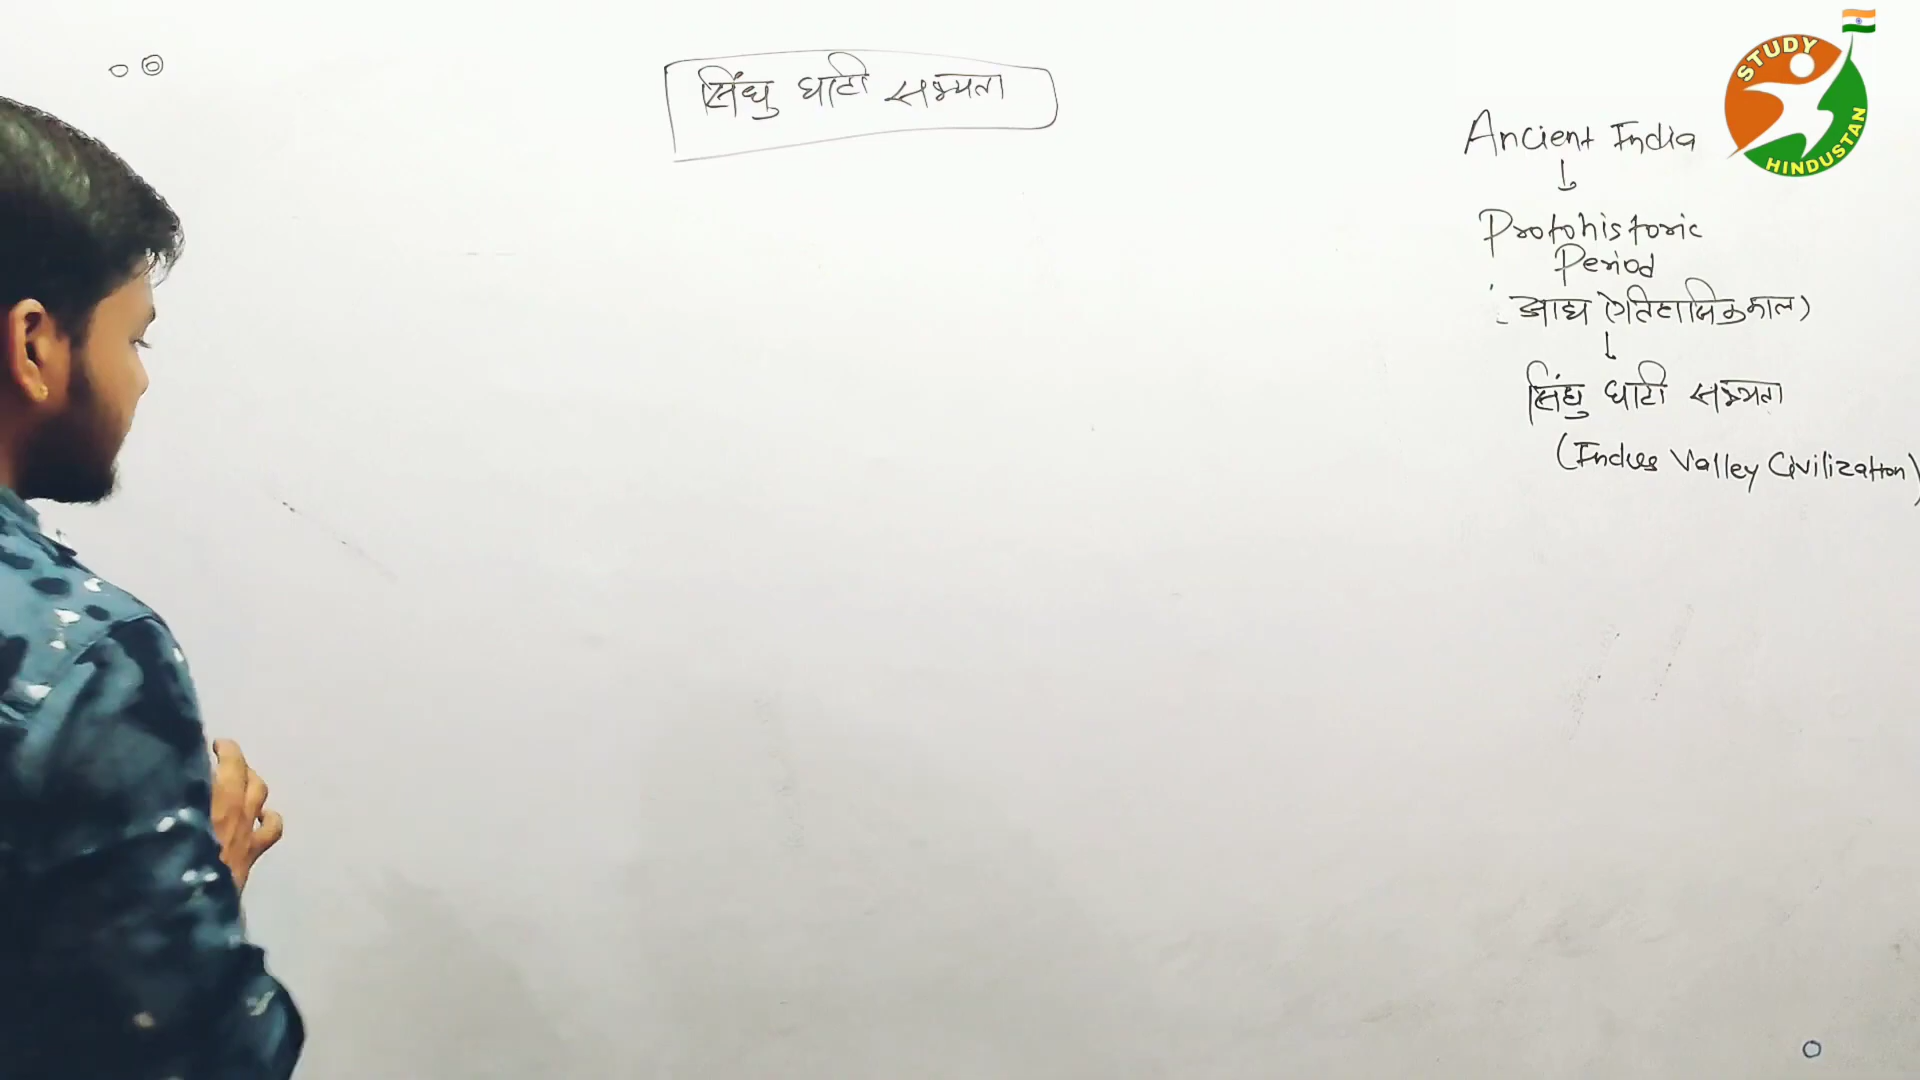 सिंधु घाटी सभ्यता
STUDY
HINDUSTAN
Ancient India
Protohistoric
Period
आद्य ऐतिहासिक काल)
सिंधु घाटी सभ्यता
(Indus Valley Civilization)